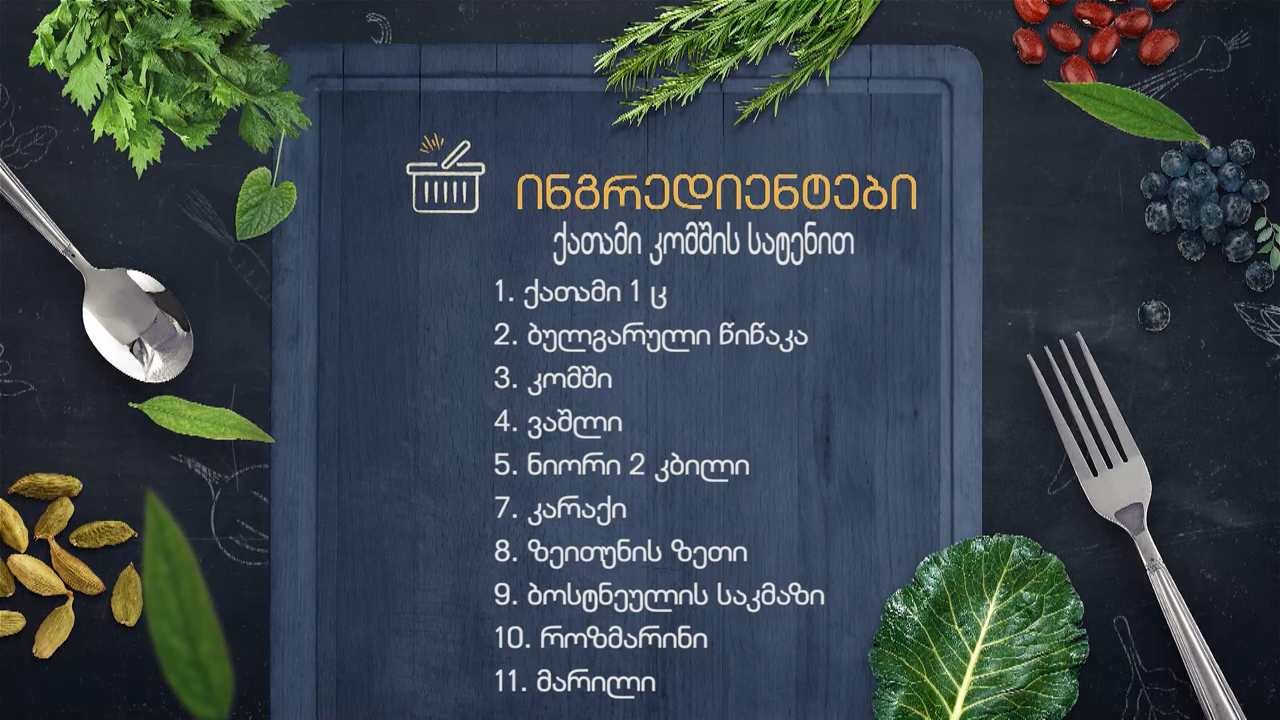 ინგრედიენტები
ქათამი კომშის სატენით
1. ქათამი 1 ც
2. ბულგარული წიწაკა
3. კომში
4. ვაშლი
5. ნიორი 2 კბილი
7. კარაქი
8. ზეითუნის ზეთი
9. ბოსტნეულის საკმაზი
10. როზმარინი
11. მარილი